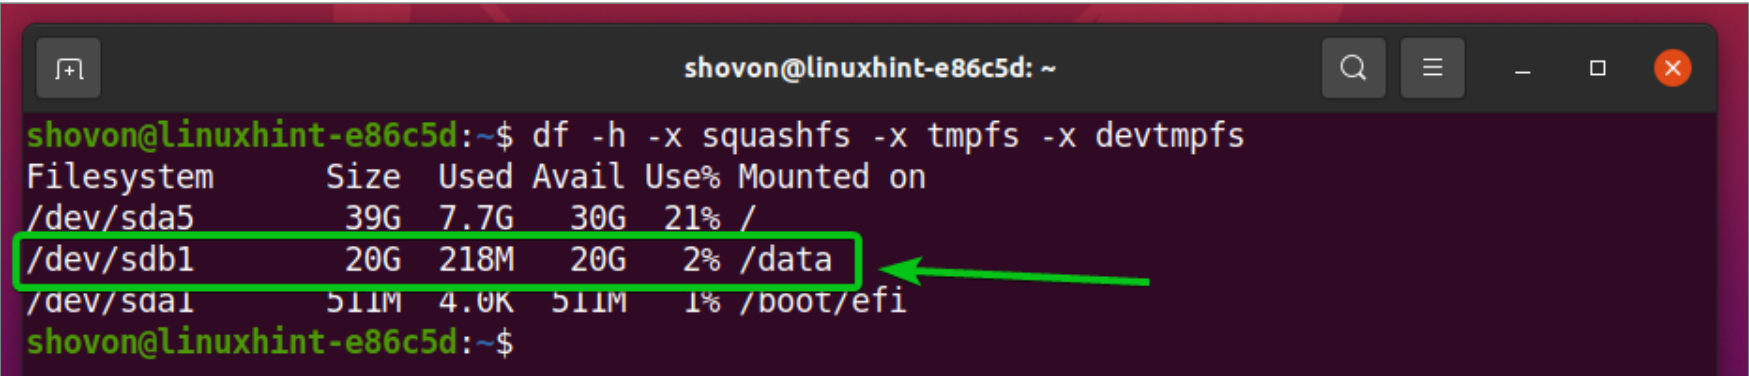 shovon@linuxhint-e86c5d: ~
shovon@linuxhint-e86c5d:~$ df -h -x squashfs -x tmpfs -x devtmpfs
Filesystem      Size  Used Avail Use% Mounted on
/dev/sda5        39G  7.7G   30G  21% /
/dev/sdb1        20G  218M   20G   2% /data
/dev/sda1       511M  4.0K  511M   1% /boot/efi
shovon@linuxhint-e86c5d:~$